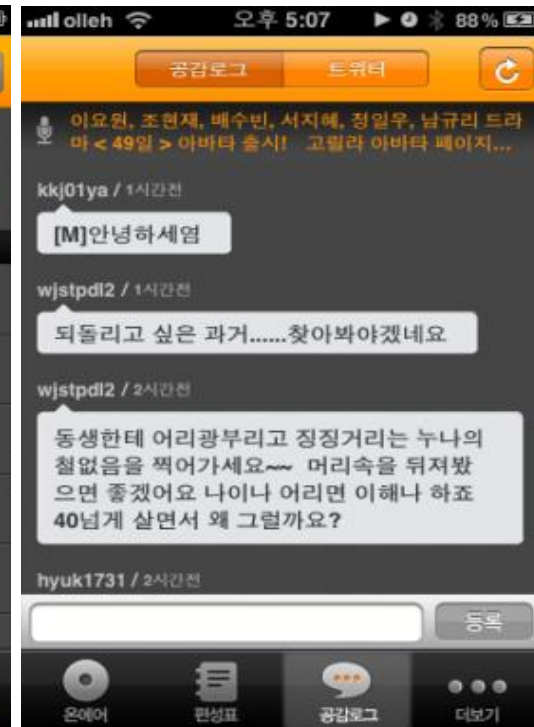 olleh 오후 5:07 88%
공감로그 트위터
이요원, 조현재, 배수빈, 서지혜, 정일우, 남규리 드라
마 < 49일 > 아바타 출시! 고릴라 아바타 페이지...
kkj01ya / 1시간전
[M]안녕하세염
wjstpdl2 / 1시간전
되돌리고 싶은 과거......찾아봐야겠네요
wjstpdl2 / 2시간전
동생한테 어리광부리고 징징거리는 누나의
철없음을 찍어가세요~~ 머리속을 뒤져봤
으면 좋겠어요 나이나 어리면 이해나 하죠
40넘게 살면서 왜 그럴까요?
hyuk1731 / 2시간전
등록
온에어 편성표 공감로그 더보기